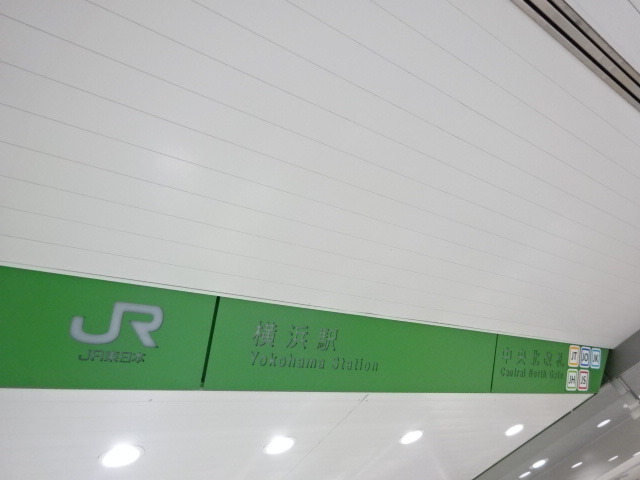 JR
JR東日本
横浜駅
Yokohama Station
中央北改札
Central North Gate
JT JO JK
JH JS